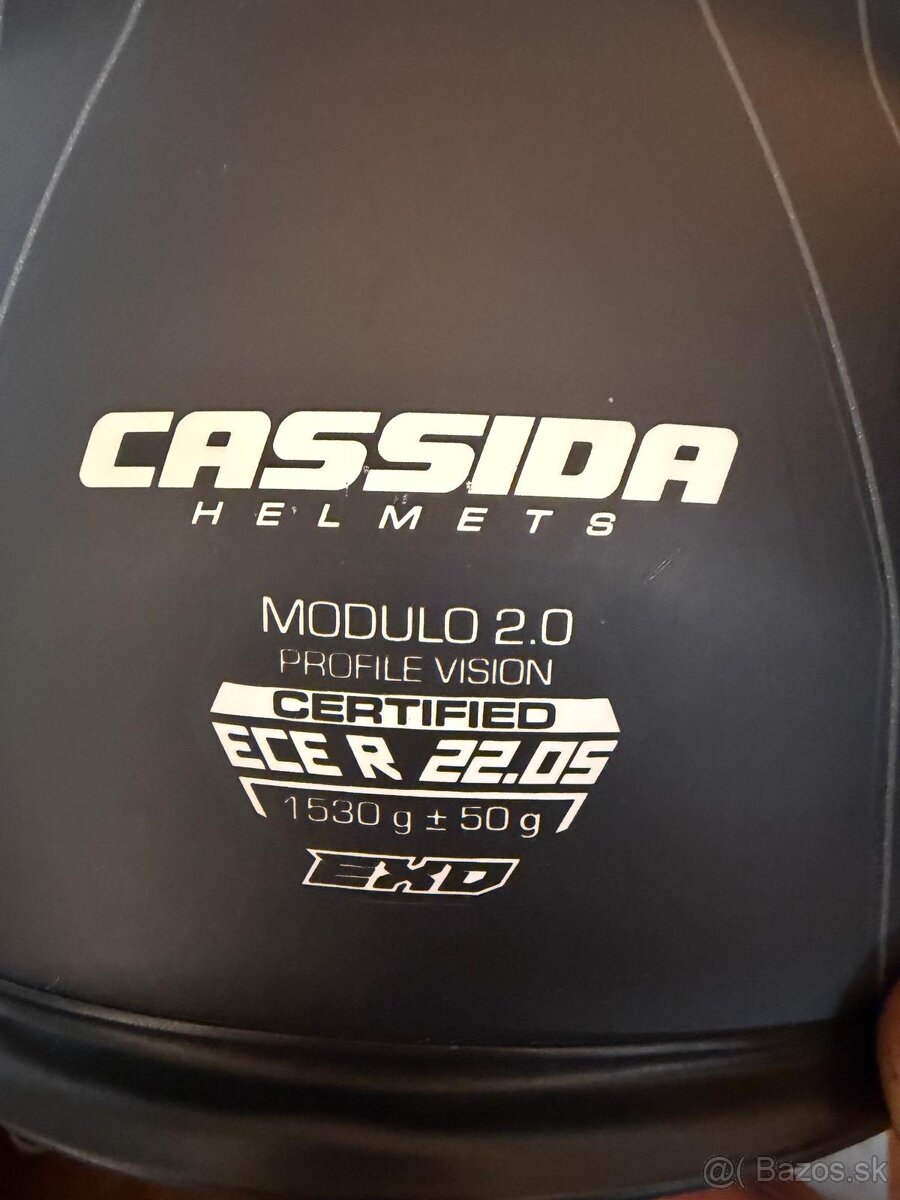 CASSIDA
HELMETS
MODULO 2.0
PROFILE VISION
CERTIFIED
ECE R 22.05
1530 g ± 50 g
EXD
@( Bazos.sk